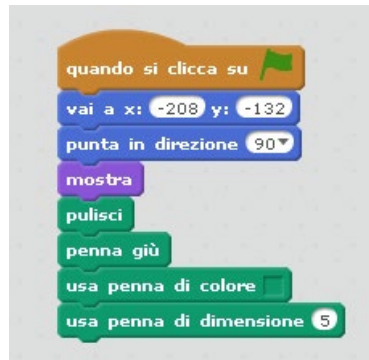 quando si clicca su
vai a x: -208 y: -132
punta in direzione 90
mostra
pulisci
penna giù
usa penna di colore
usa penna di dimensione 5